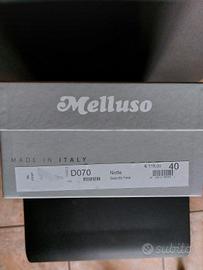 Melluso
MADE IN ITALY
D070
Notte
€ 119,00
40
subito